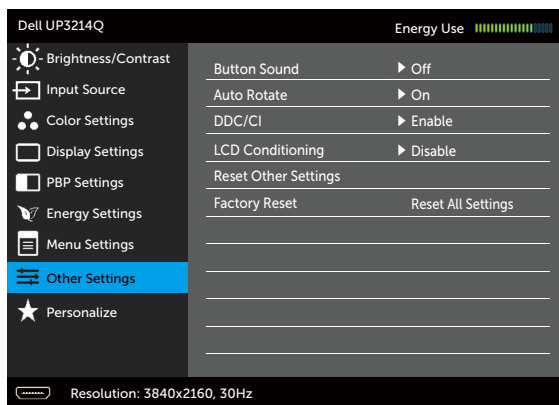 Dell UP3214Q
Energy Use
Brightness/Contrast
Input Source
Color Settings
Display Settings
PBP Settings
Energy Settings
Menu Settings
Other Settings
Personalize
Button Sound Off
Auto Rotate On
DDC/CI Enable
LCD Conditioning Disable
Reset Other Settings
Factory Reset Reset All Settings
Resolution: 3840x2160, 30Hz